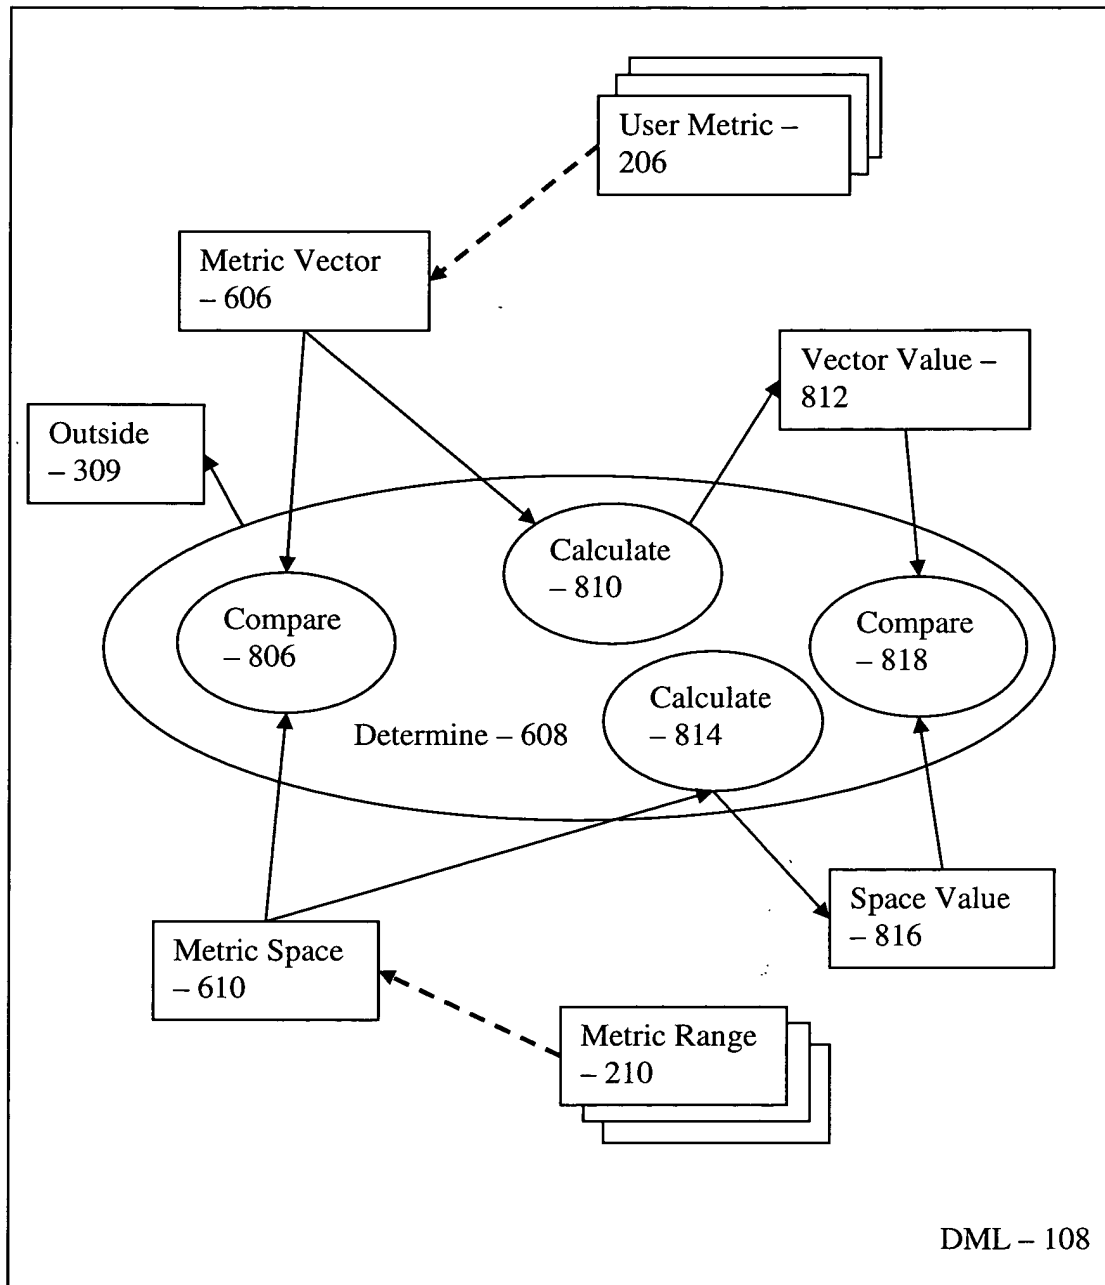 User Metric –
206
Metric Vector
– 606
Vector Value –
812
Outside
– 309
Calculate
– 810
Compare
– 806
Compare
– 818
Calculate
– 814
Determine – 608
Space Value
– 816
Metric Space
– 610
Metric Range
– 210
DML – 108